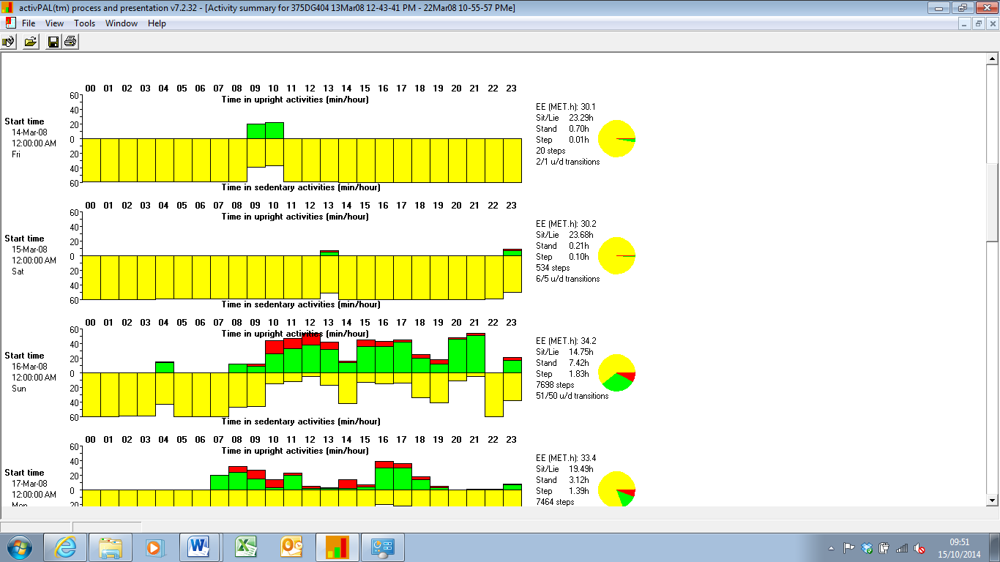 activPAL(tm) process and presentation v7.2.32 - [Activity summary for 375DG404 13Mar08 12-43-41 PM - 22Mar08 10-55-57 PMe]
File View Tools Window Help
00 01 02 03 04 05 06 07 08 09 10 11 12 13 14 15 16 17 18 19 20 21 22 23
Time in upright activities (min/hour)
60
40
20
0
20
40
60
Start time
14-Mar-08
12:00:00 AM
Fri
Time in sedentary activities (min/hour)
EE (MET.h): 30.1
Sit/Lie 23.29h
Stand 0.70h
Step 0.01h
20 steps
2/1 u/d transitions
00 01 02 03 04 05 06 07 08 09 10 11 12 13 14 15 16 17 18 19 20 21 22 23
Time in upright activities (min/hour)
60
40
20
0
20
40
60
Start time
15-Mar-08
12:00:00 AM
Sat
Time in sedentary activities (min/hour)
EE (MET.h): 30.2
Sit/Lie 23.68h
Stand 0.21h
Step 0.10h
534 steps
6/5 u/d transitions
00 01 02 03 04 05 06 07 08 09 10 11 12 13 14 15 16 17 18 19 20 21 22 23
Time in upright activities (min/hour)
60
40
20
0
20
40
60
Start time
16-Mar-08
12:00:00 AM
Sun
Time in sedentary activities (min/hour)
EE (MET.h): 34.2
Sit/Lie 14.75h
Stand 7.42h
Step 1.83h
7698 steps
51/50 u/d transitions
00 01 02 03 04 05 06 07 08 09 10 11 12 13 14 15 16 17 18 19 20 21 22 23
Time in upright activities (min/hour)
60
40
20
0
20
Start time
17-Mar-08
12:00:00 AM
Mon
EE (MET.h): 33.4
Sit/Lie 19.49h
Stand 3.12h
Step 1.39h
7464 steps
09:51
15/10/2014